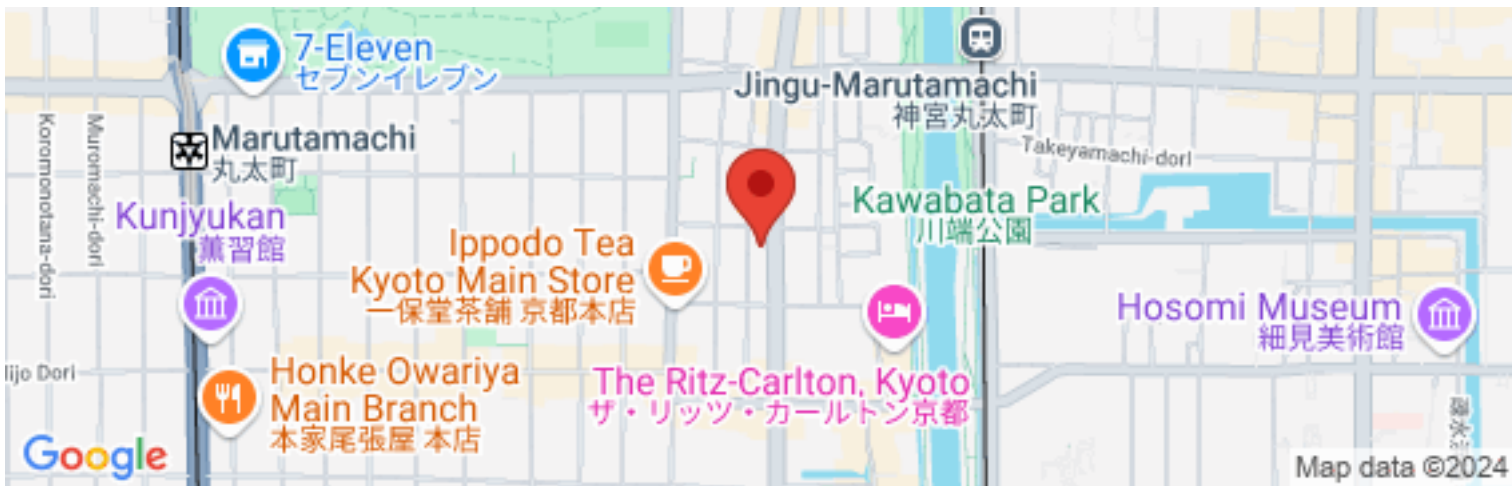 7-Eleven
セブンイレブン
Jingu-Marutamachi
神宮丸太町
Koromonotana-dori
Muromachi-dori
Marutamachi
丸太町
Takeyamachi-dori
Kunjyukan
薫習館
Kawabata Park
川端公園
Ippodo Tea
Kyoto Main Store
一保堂茶舗 京都本店
Hosomi Museum
細見美術館
lijo Dori
Honke Owariya
Main Branch
本家尾張屋 本店
The Ritz-Carlton, Kyoto
ザ・リッツ・カールトン京都
疏水
Google
Map data ©2024